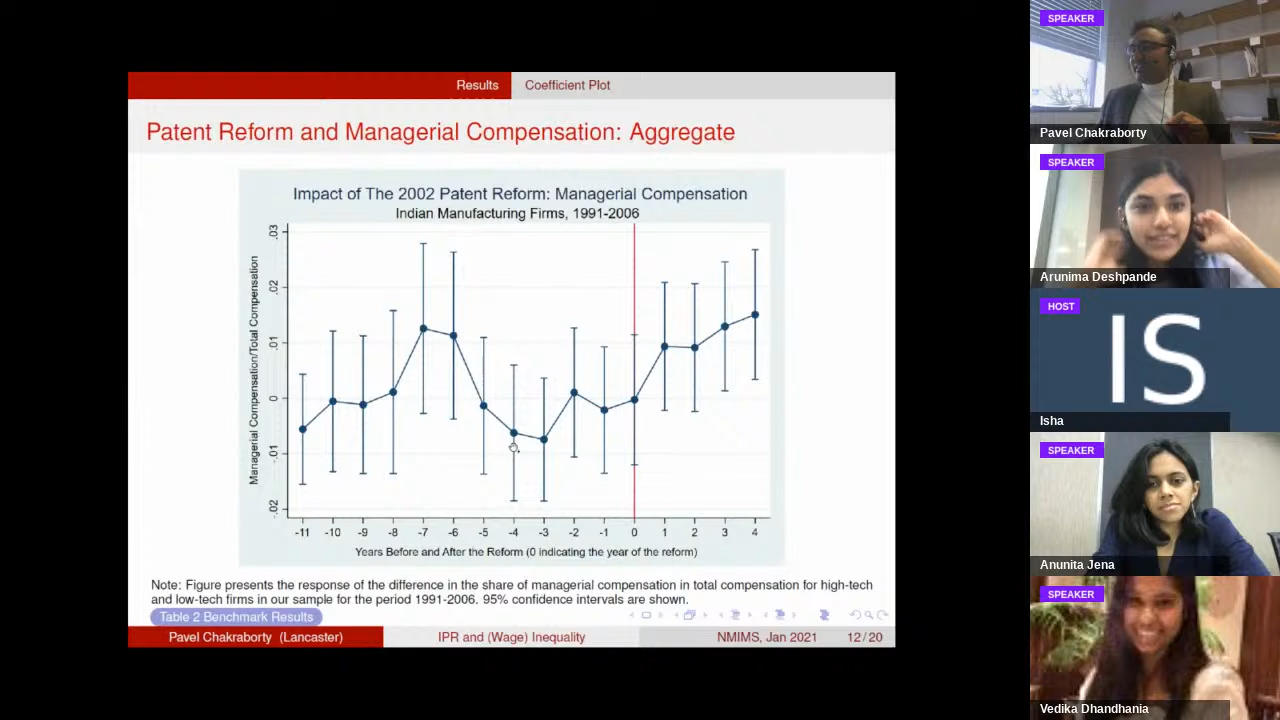 Results Coefficient Plot
Patent Reform and Managerial Compensation: Aggregate
Impact of The 2002 Patent Reform: Managerial Compensation
Indian Manufacturing Firms, 1991-2006
Managerial Compensation/Total Compensation
.03
.02
.01
0
-.01
-.02
-11 -10 -9 -8 -7 -6 -5 -4 -3 -2 -1 0 1 2 3 4
Years Before and After the Reform (0 indicating the year of the reform)
Note: Figure presents the response of the difference in the share of managerial compensation in total compensation for high-tech
and low-tech firms in our sample for the period 1991-2006. 95% confidence intervals are shown.
Table 2 Benchmark Results
Pavel Chakraborty (Lancaster) IPR and (Wage) Inequality NMIMS, Jan 2021 12/20
SPEAKER
Pavel Chakraborty
SPEAKER
Arunima Deshpande
HOST
IS
Isha
SPEAKER
Anunita Jena
SPEAKER
Vedika Dhandhania